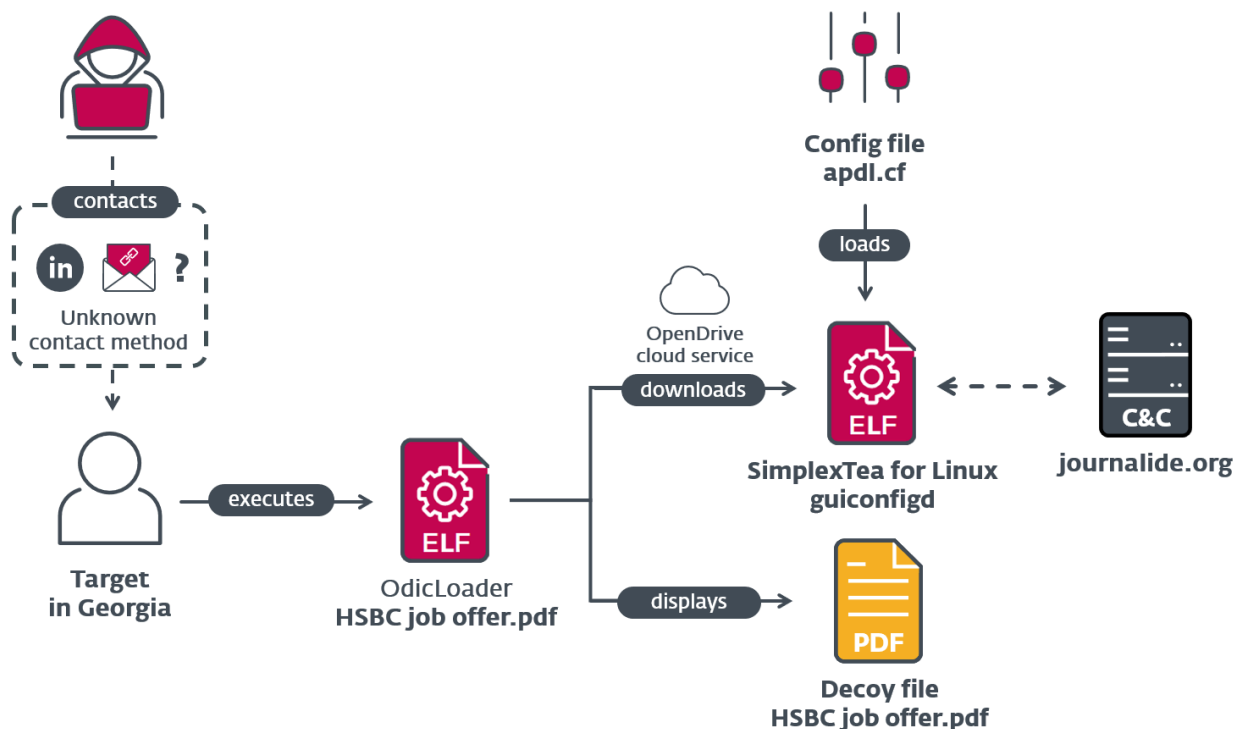 contacts
in
?
Unknown
contact method
Target
in Georgia
executes
ELF
OdicLoader
HSBC job offer.pdf
OpenDrive
cloud service
downloads
displays
Config file
apdl.cf
loads
ELF
SimplexTea for Linux
guiconfigd
C&C
journalide.org
PDF
Decoy file
HSBC job offer.pdf